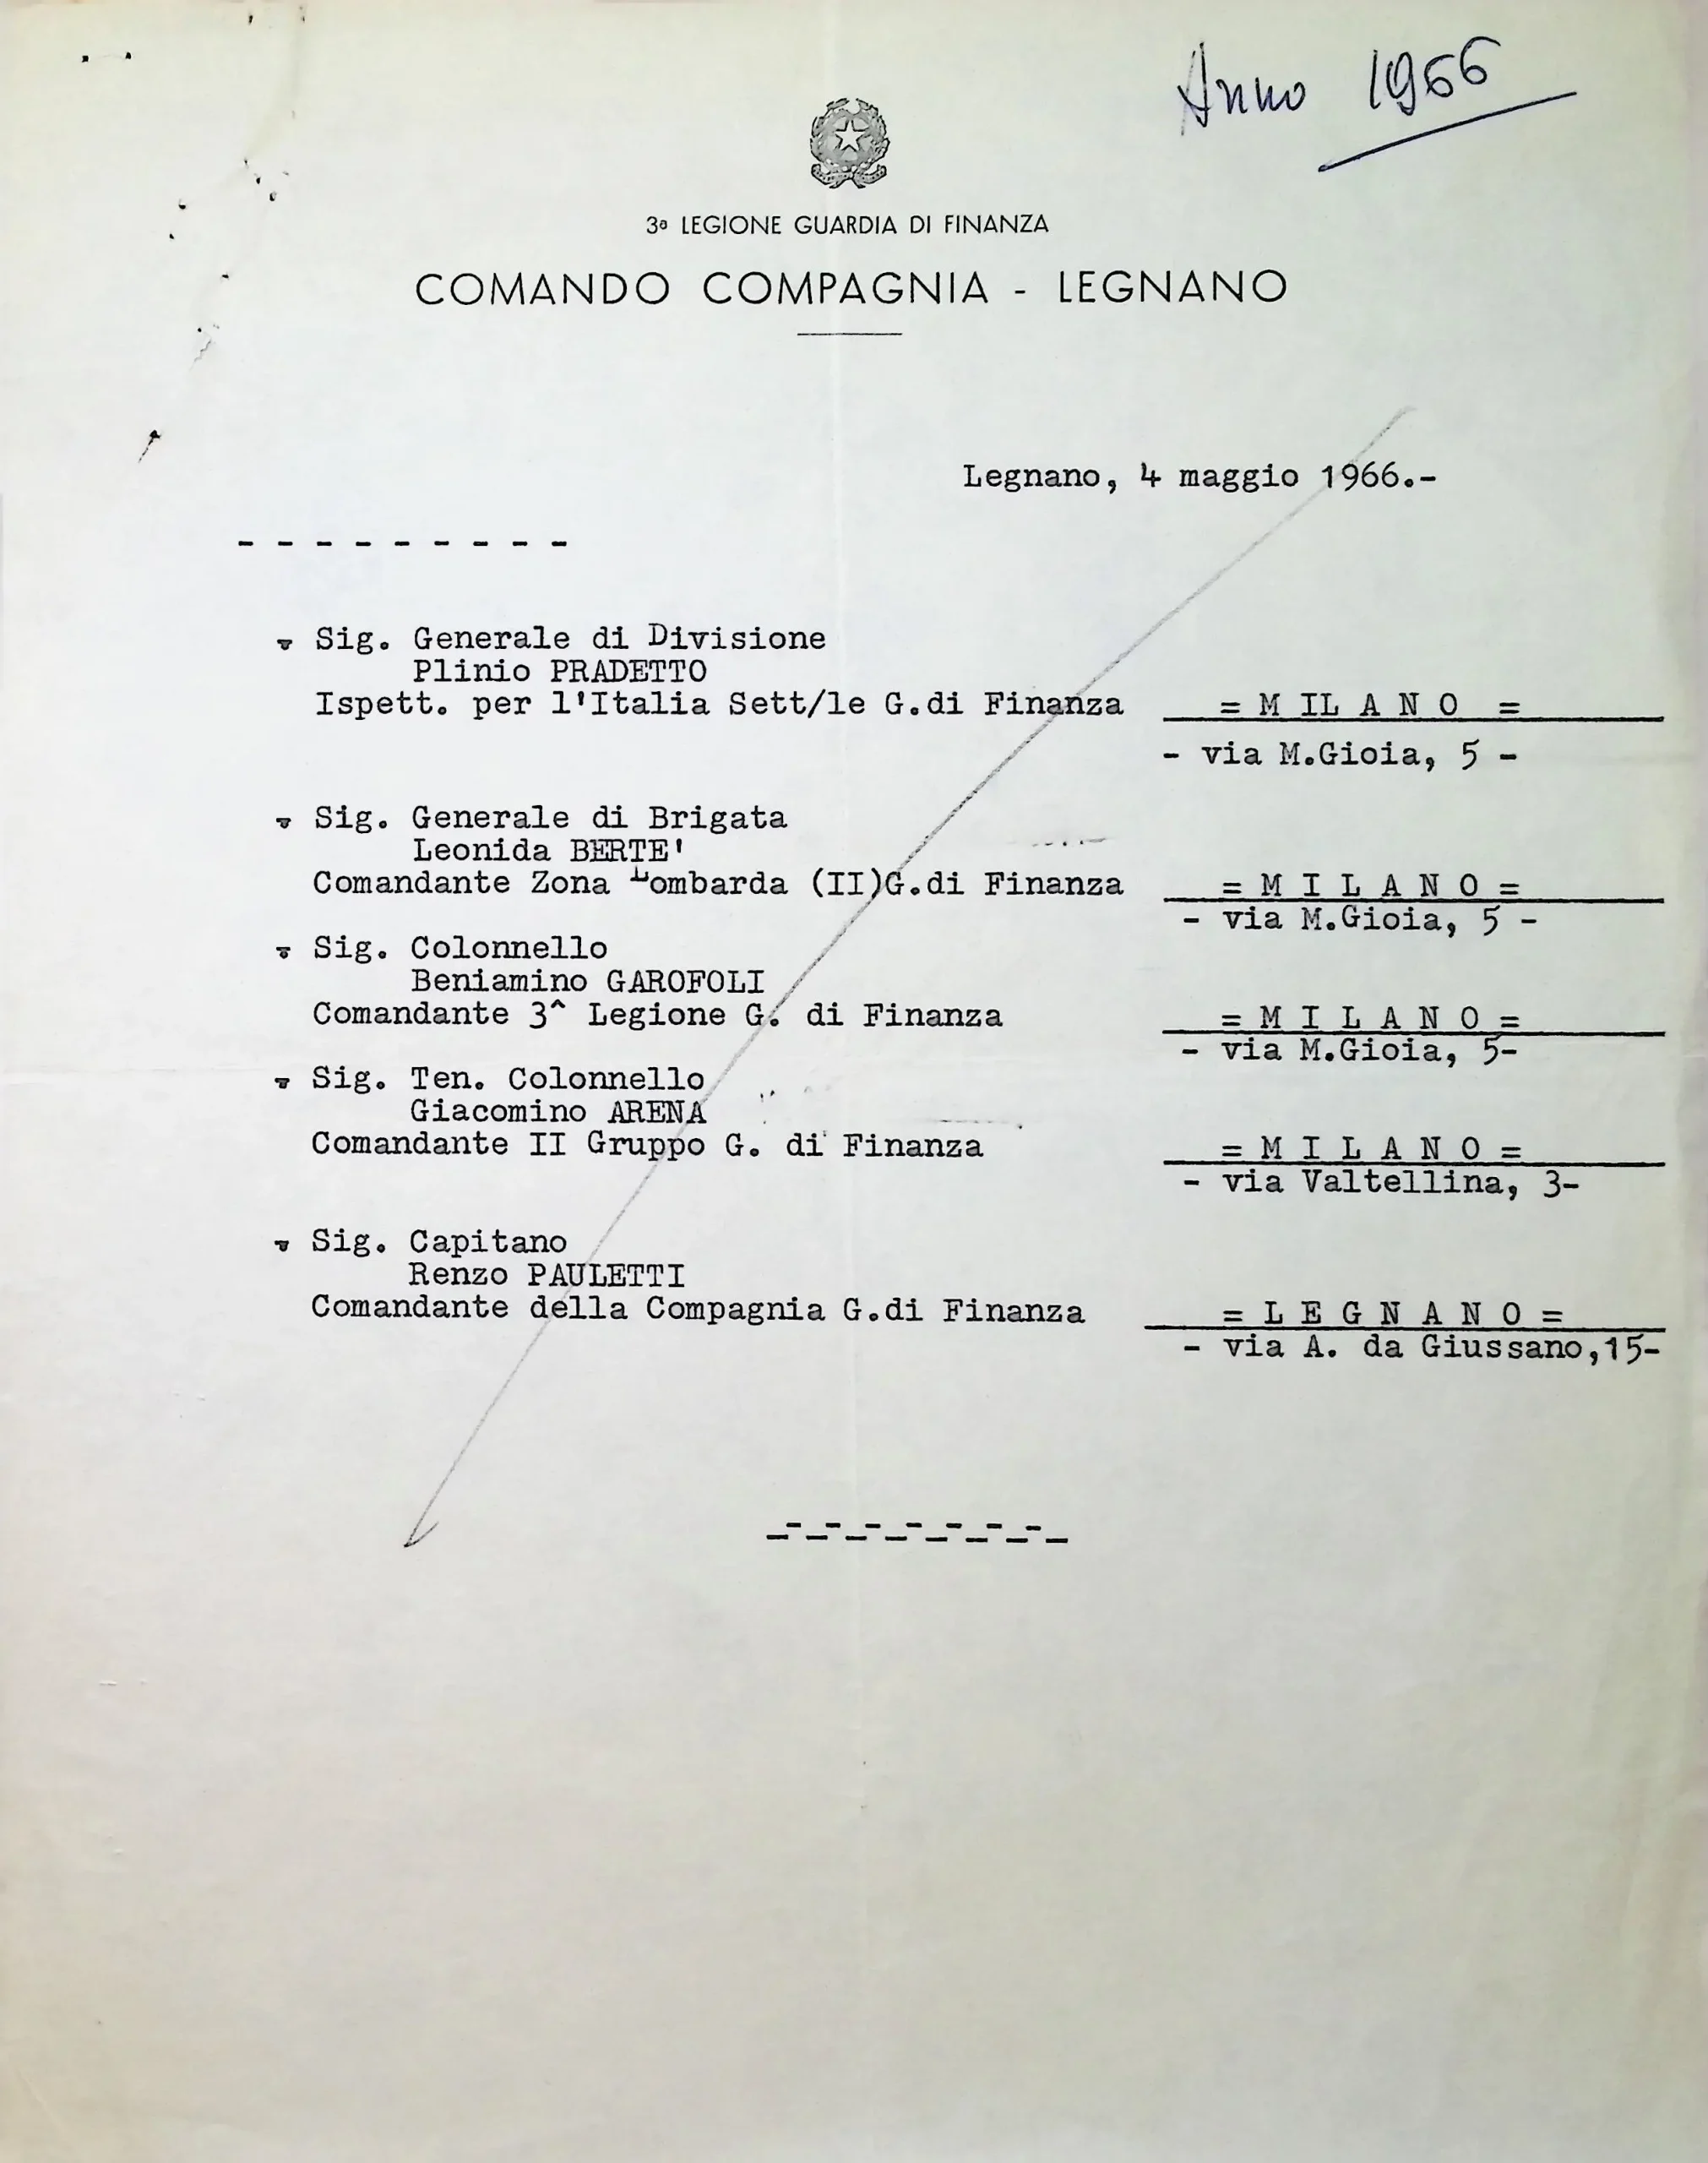 Anno 1966
3ª LEGIONE GUARDIA DI FINANZA
COMANDO COMPAGNIA - LEGNANO
Legnano, 4 maggio 1966.-
- - - - - - - - -
Sig. Generale di Divisione
Plinio PRADETTO
Ispett. per l'Italia Sett/le G.di Finanza = M IL A N O =
- via M.Gioia, 5 -
Sig. Generale di Brigata
Leonida BERTE'
Comandante Zona Lombarda (II)G.di Finanza = M I L A N O =
- via M.Gioia, 5 -
Sig. Colonnello
Beniamino GAROFOLI
Comandante 3^ Legione G. di Finanza = M I L A N O =
- via M.Gioia, 5-
Sig. Ten. Colonnello
Giacomino ARENA
Comandante II Gruppo G. di Finanza = M I L A N O =
- via Valtellina, 3-
Sig. Capitano
Renzo PAULETTI
Comandante della Compagnia G.di Finanza = L E G N A N O =
- via A. da Giussano,15-
_-_-_-_-_-_-_-_